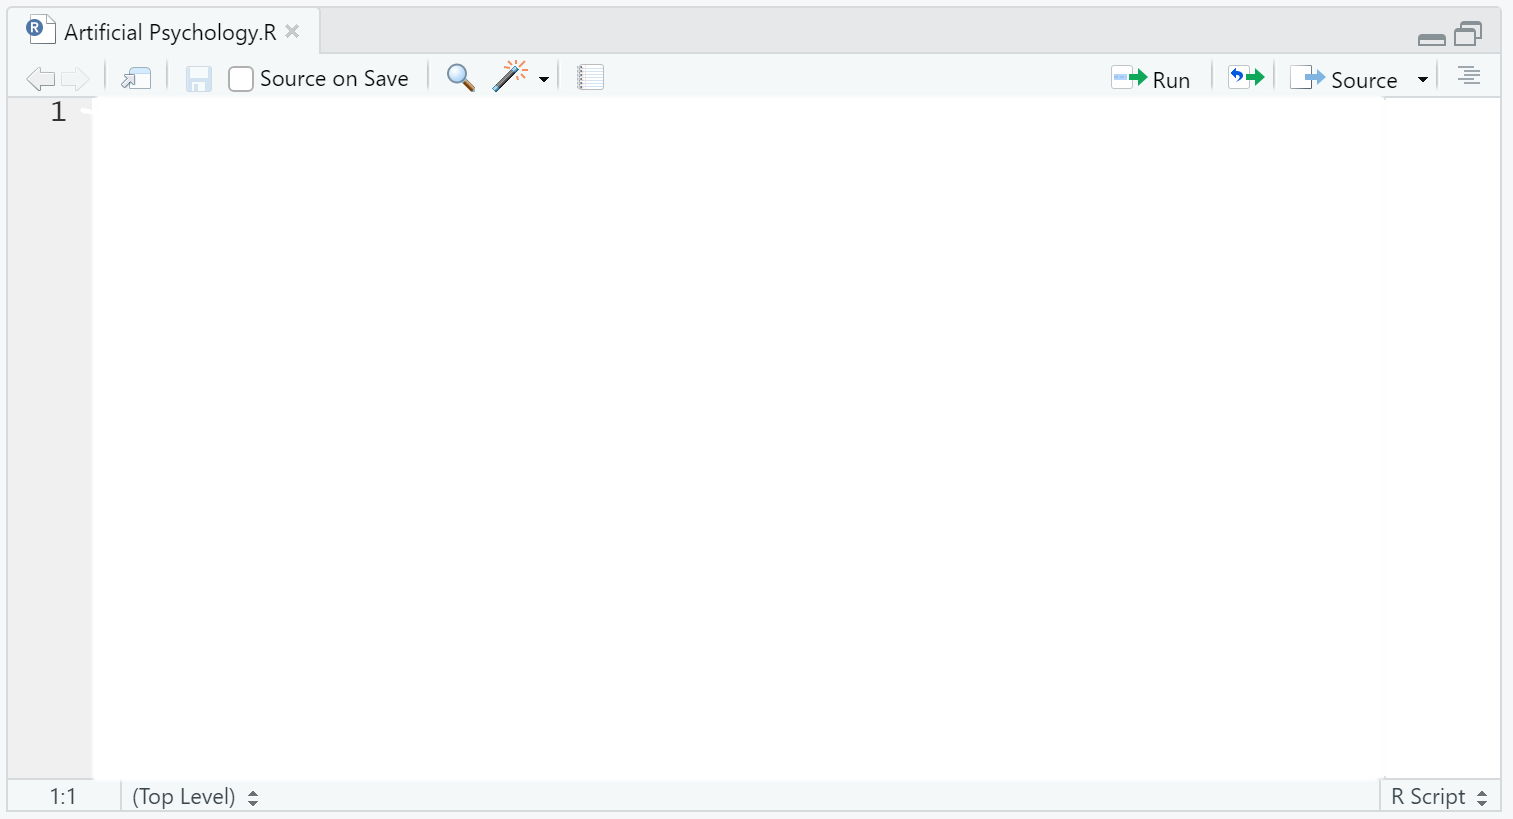 Artificial Psychology.R
Source on Save
Run
Source
1
1:1
(Top Level)
R Script